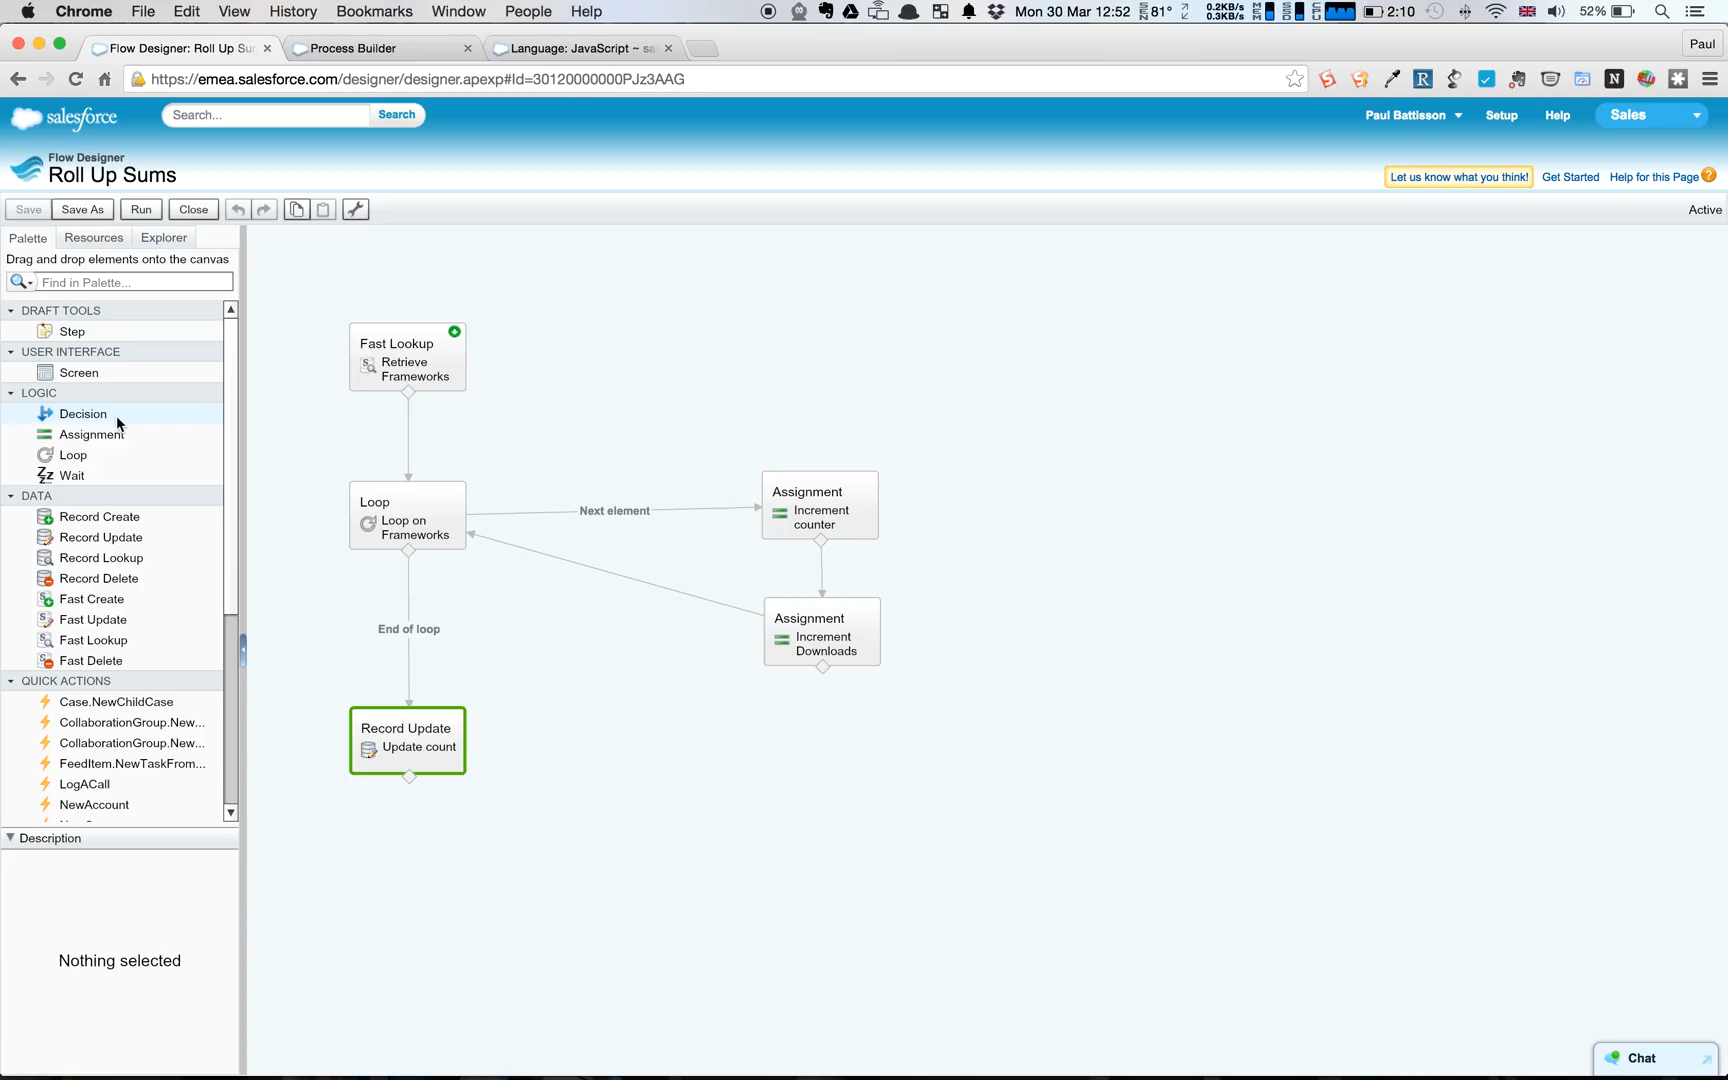 Chrome File Edit View History Bookmarks Window People Help
Mon 30 Mar 12:52 81° 0.2KB/s 0.3KB/s 2:10 52%
Flow Designer: Roll Up Su
Process Builder
Language: JavaScript ~ sa
Paul
https://emea.salesforce.com/designer/designer.apexp#Id=30120000000PJz3AAG
salesforce
Search...
Search
Paul Battisson
Setup
Help
Sales
Flow Designer
Roll Up Sums
Let us know what you think!
Get Started
Help for this Page
Save
Save As
Run
Close
Active
Palette
Resources
Explorer
Drag and drop elements onto the canvas
Find in Palette...
DRAFT TOOLS
Step
USER INTERFACE
Screen
LOGIC
Decision
Assignment
Loop
Wait
DATA
Record Create
Record Update
Record Lookup
Record Delete
Fast Create
Fast Update
Fast Lookup
Fast Delete
QUICK ACTIONS
Case.NewChildCase
CollaborationGroup.New...
CollaborationGroup.New...
FeedItem.NewTaskFrom...
LogACall
NewAccount
Description
Nothing selected
Fast Lookup
Retrieve
Frameworks
Loop
Loop on
Frameworks
Next element
Assignment
Increment
counter
Assignment
Increment
Downloads
End of loop
Record Update
Update count
Chat